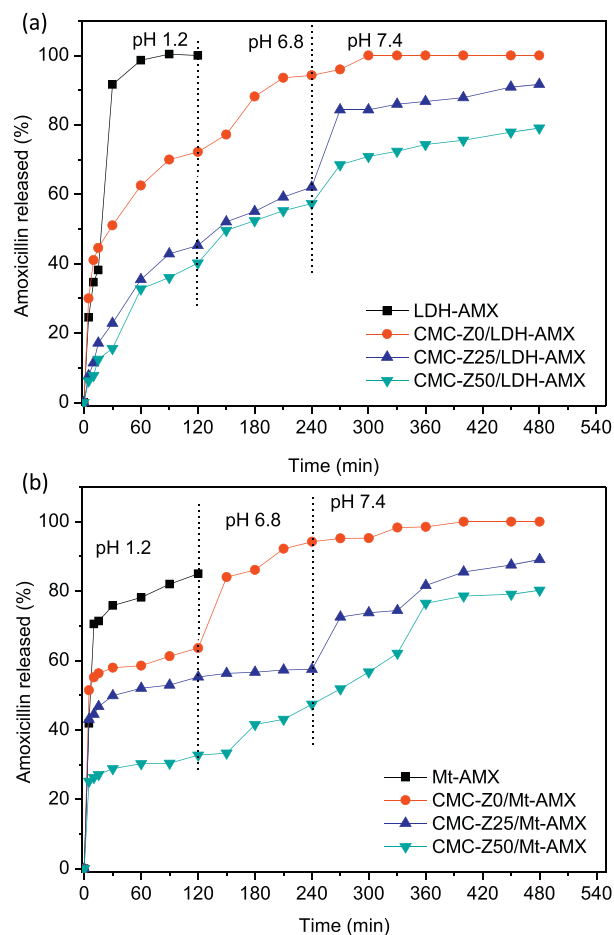 (a)
pH 1.2
pH 6.8
pH 7.4
100
80
60
40
20
0
Amoxicillin released (%)
LDH-AMX
CMC-Z0/LDH-AMX
CMC-Z25/LDH-AMX
CMC-Z50/LDH-AMX
0 60 120 180 240 300 360 420 480 540
Time (min)
(b)
pH 1.2
pH 6.8
pH 7.4
100
80
60
40
20
0
Amoxicillin released (%)
Mt-AMX
CMC-Z0/Mt-AMX
CMC-Z25/Mt-AMX
CMC-Z50/Mt-AMX
0 60 120 180 240 300 360 420 480 540
Time (min)